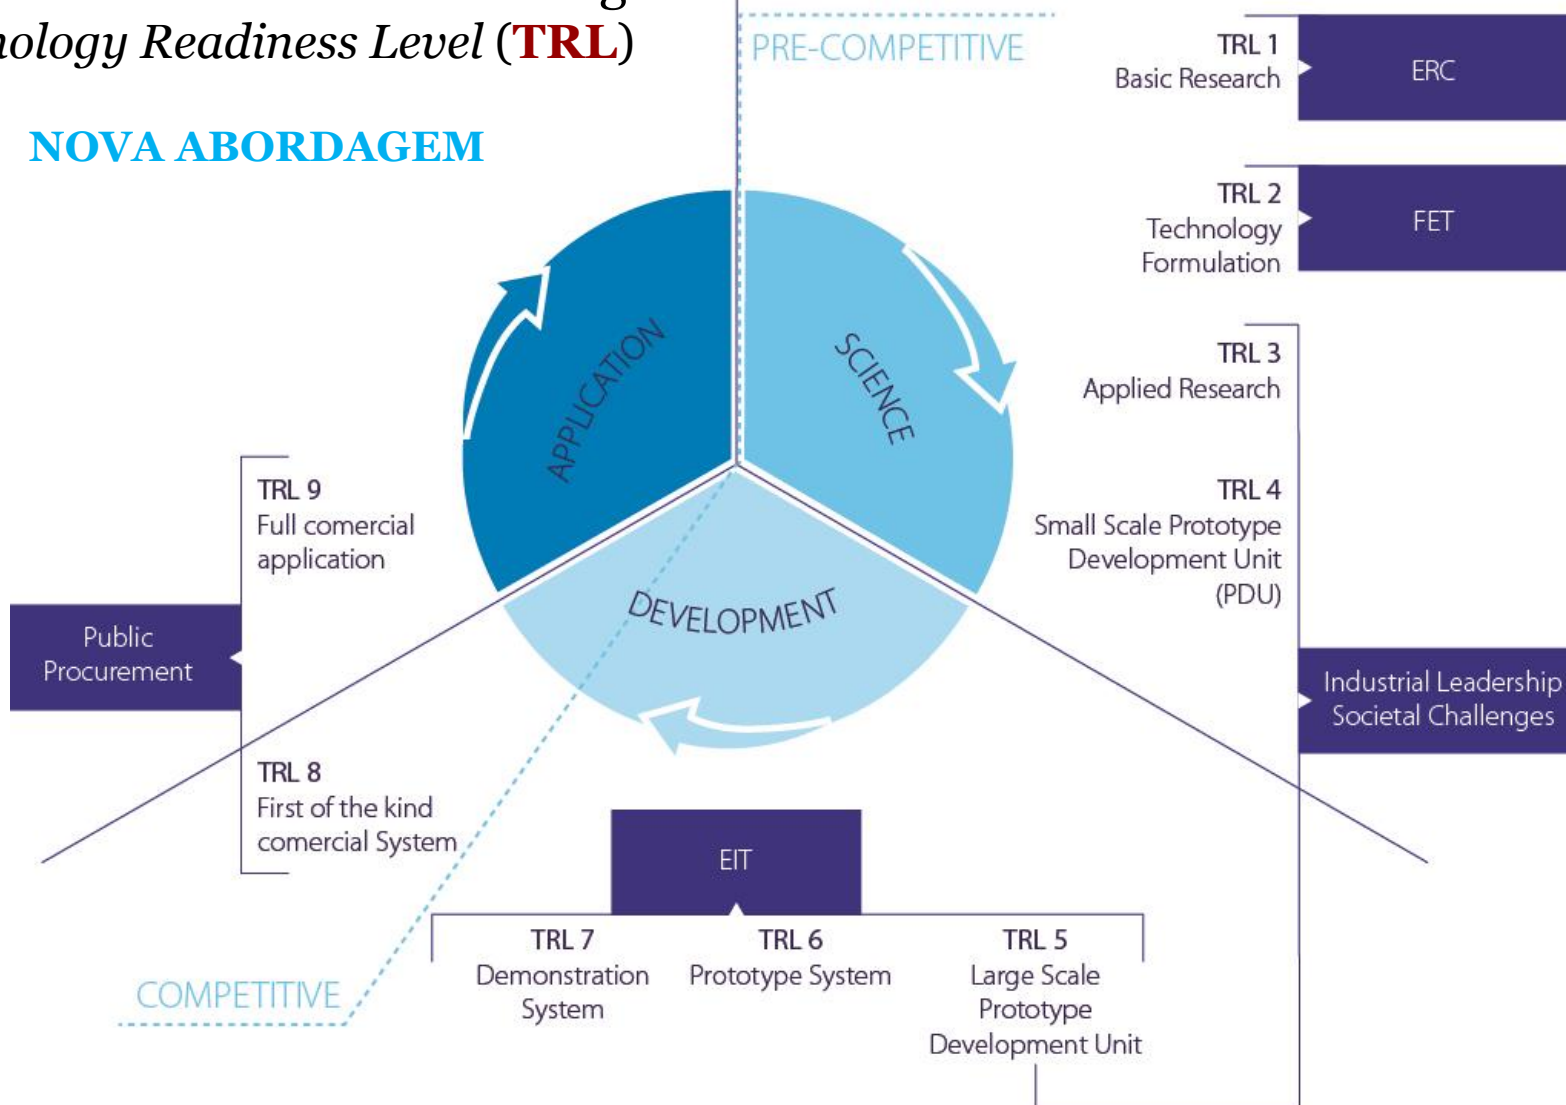 Technology Readiness Level (TRL)
NOVA ABORDAGEM
PRE-COMPETITIVE
TRL 1
Basic Research
ERC
TRL 2
Technology
Formulation
FET
TRL 3
Applied Research
TRL 4
Small Scale Prototype
Development Unit
(PDU)
Industrial Leadership
Societal Challenges
APPLICATION
SCIENCE
DEVELOPMENT
TRL 9
Full comercial
application
Public
Procurement
TRL 8
First of the kind
comercial System
EIT
TRL 7
Demonstration
System
TRL 6
Prototype System
TRL 5
Large Scale
Prototype
Development Unit
COMPETITIVE